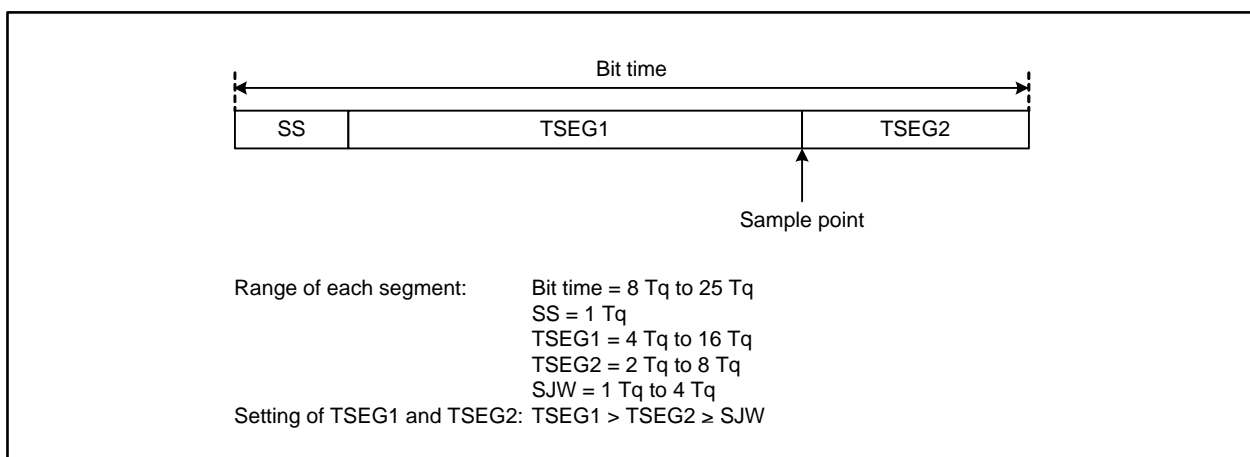 Bit time
SS TSEG1 TSEG2
Sample point
Range of each segment: Bit time = 8 Tq to 25 Tq
SS = 1 Tq
TSEG1 = 4 Tq to 16 Tq
TSEG2 = 2 Tq to 8 Tq
SJW = 1 Tq to 4 Tq
Setting of TSEG1 and TSEG2: TSEG1 > TSEG2 ≥ SJW